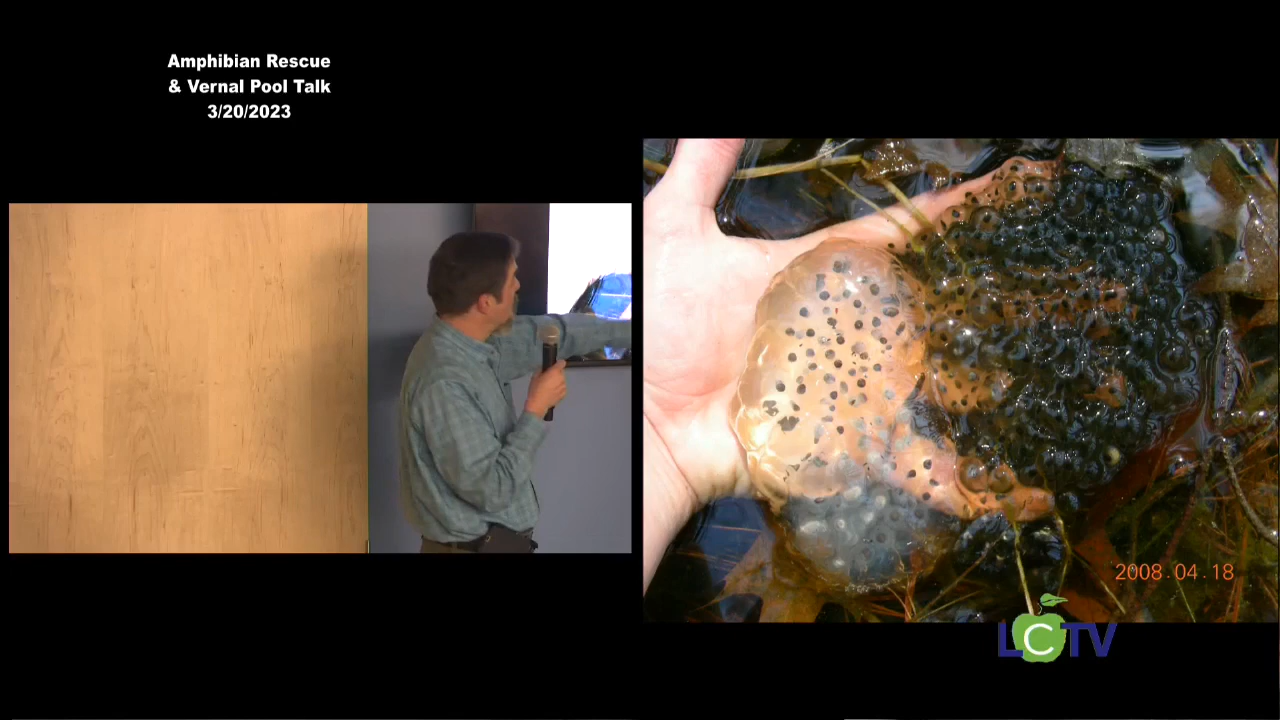 Amphibian Rescue
& Vernal Pool Talk
3/20/2023
2008.04.18
LCTV